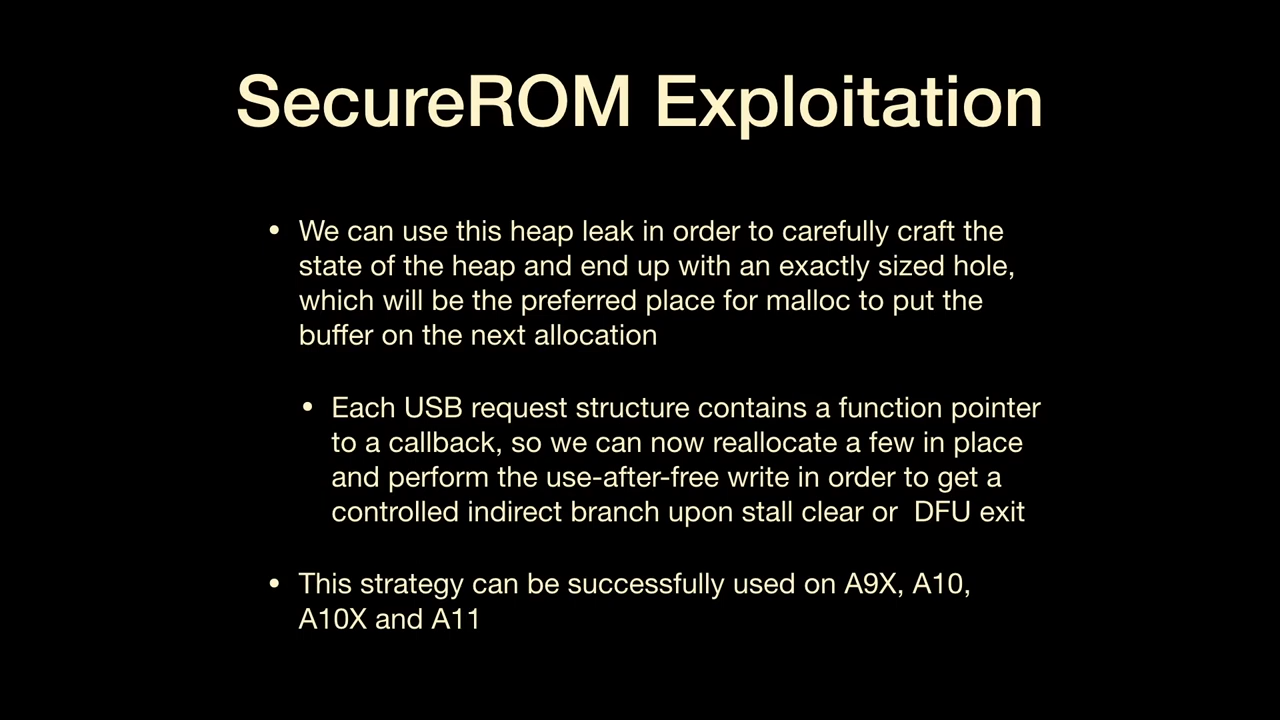 SecureROM Exploitation
• We can use this heap leak in order to carefully craft the
state of the heap and end up with an exactly sized hole,
which will be the preferred place for malloc to put the
buffer on the next allocation
• Each USB request structure contains a function pointer
to a callback, so we can now reallocate a few in place
and perform the use-after-free write in order to get a
controlled indirect branch upon stall clear or  DFU exit
• This strategy can be successfully used on A9X, A10,
A10X and A11